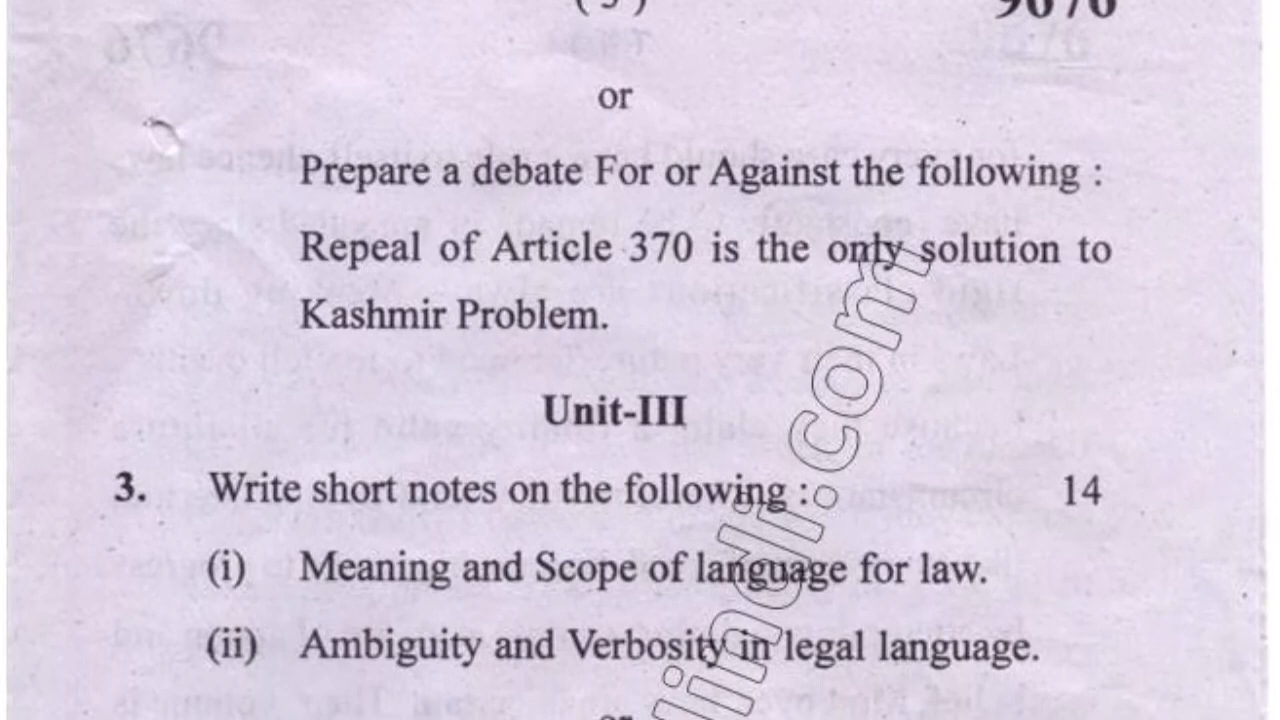 or
Prepare a debate For or Against the following :
Repeal of Article 370 is the only solution to
Kashmir Problem.
Unit-III
3. Write short notes on the following : 14
(i) Meaning and Scope of language for law.
(ii) Ambiguity and Verbosity in legal language.
or